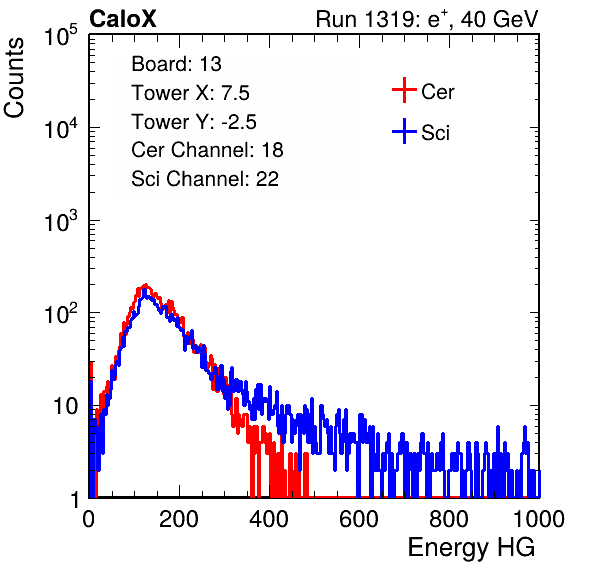 CaloX Run 1319: e⁺, 40 GeV
Counts
Board: 13
Tower X: 7.5
Tower Y: -2.5
Cer Channel: 18
Sci Channel: 22
Cer
Sci
10⁵
10⁴
10³
10²
10
1
0 200 400 600 800 1000
Energy HG